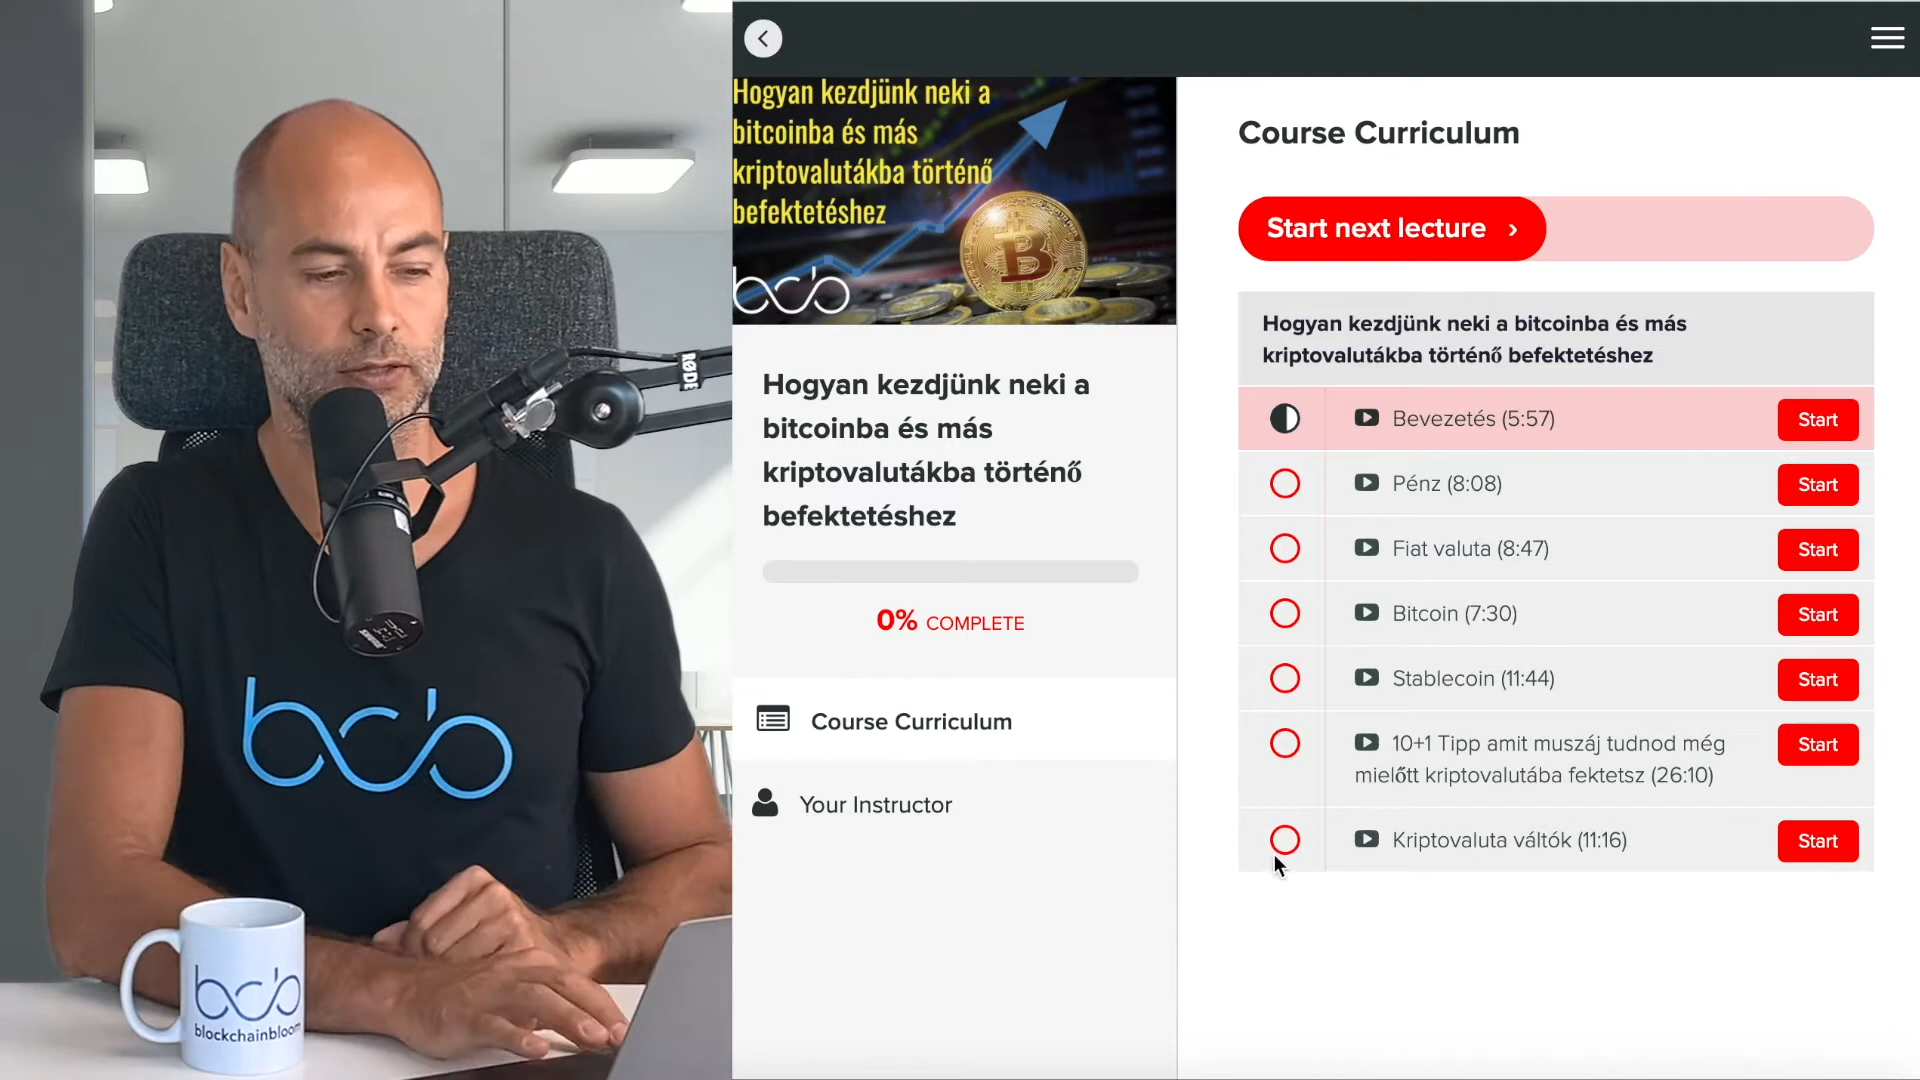 Hogyan kezdjünk neki a
bitcoinba és más
kriptovalutákba történő
befektetéshez
bcb
Hogyan kezdjünk neki a
bitcoinba és más
kriptovalutákba történő
befektetéshez
0% COMPLETE
Course Curriculum
Your Instructor
Course Curriculum
Start next lecture ›
Hogyan kezdjünk neki a bitcoinba és más
kriptovalutákba történő befektetéshez
Bevezetés (5:57) Start
Pénz (8:08) Start
Fiat valuta (8:47) Start
Bitcoin (7:30) Start
Stablecoin (11:44) Start
10+1 Tipp amit muszáj tudnod még Start
mielőtt kriptovalutába fektetsz (26:10)
Kriptovaluta váltók (11:16) Start
RØDE
bcb
bcb
blockchainbloom